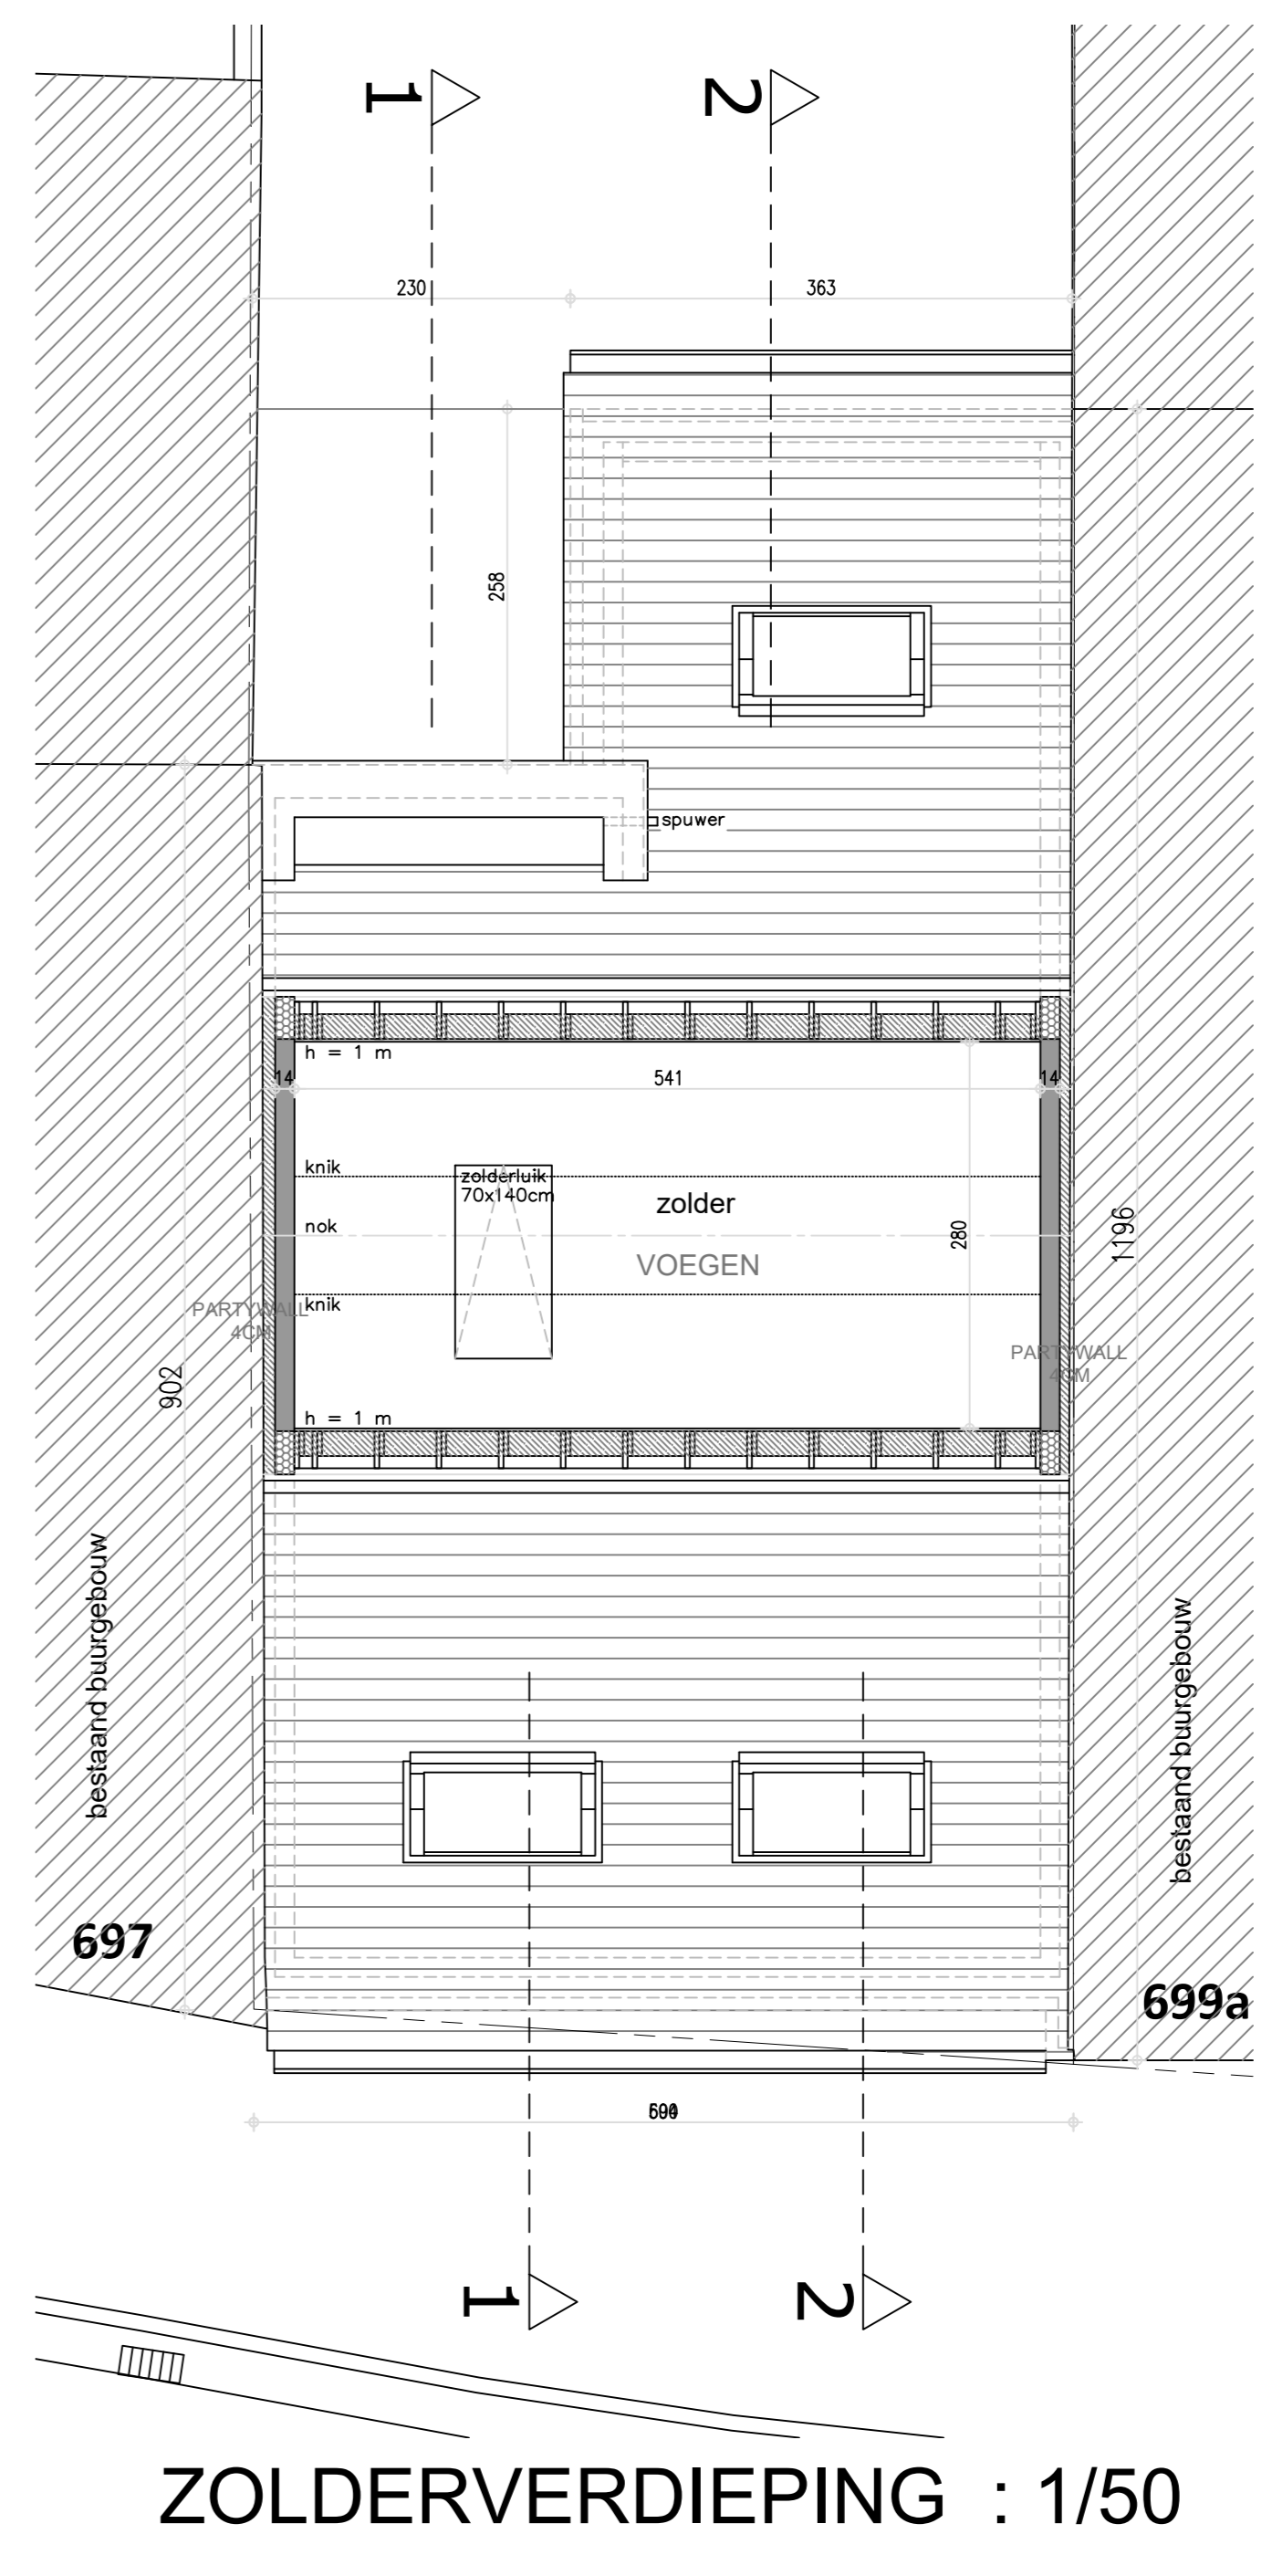 1
2
230
363
258
spuwer
h = 1 m
14
541
14
knik
zolderluik
70x140cm
zolder
nok
280
1196
VOEGEN
knik
PARTYWALL
4CM
PARTYWALL
4CM
902
h = 1 m
bestaand buurgebouw
bestaand buurgebouw
697
699a
1
2
ZOLDERVERDIEPING : 1/50